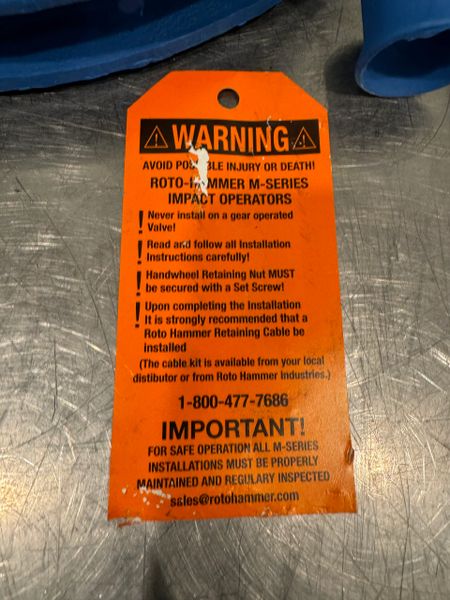 WARNING
AVOID POSSIBLE INJURY OR DEATH!
ROTO-HAMMER M-SERIES
IMPACT OPERATORS
! Never install on a gear operated
Valve!
! Read and follow all Installation
Instructions carefully!
! Handwheel Retaining Nut MUST
be secured with a Set Screw!
! Upon completing the Installation
It is strongly recommended that a
Roto Hammer Retaining Cable be
installed
(The cable kit is available from your local
distibutor or from Roto Hammer Industries.)
1-800-477-7686
IMPORTANT!
FOR SAFE OPERATION ALL M-SERIES
INSTALLATIONS MUST BE PROPERLY
MAINTAINED AND REGULARY INSPECTED
sales@rotohammer.com